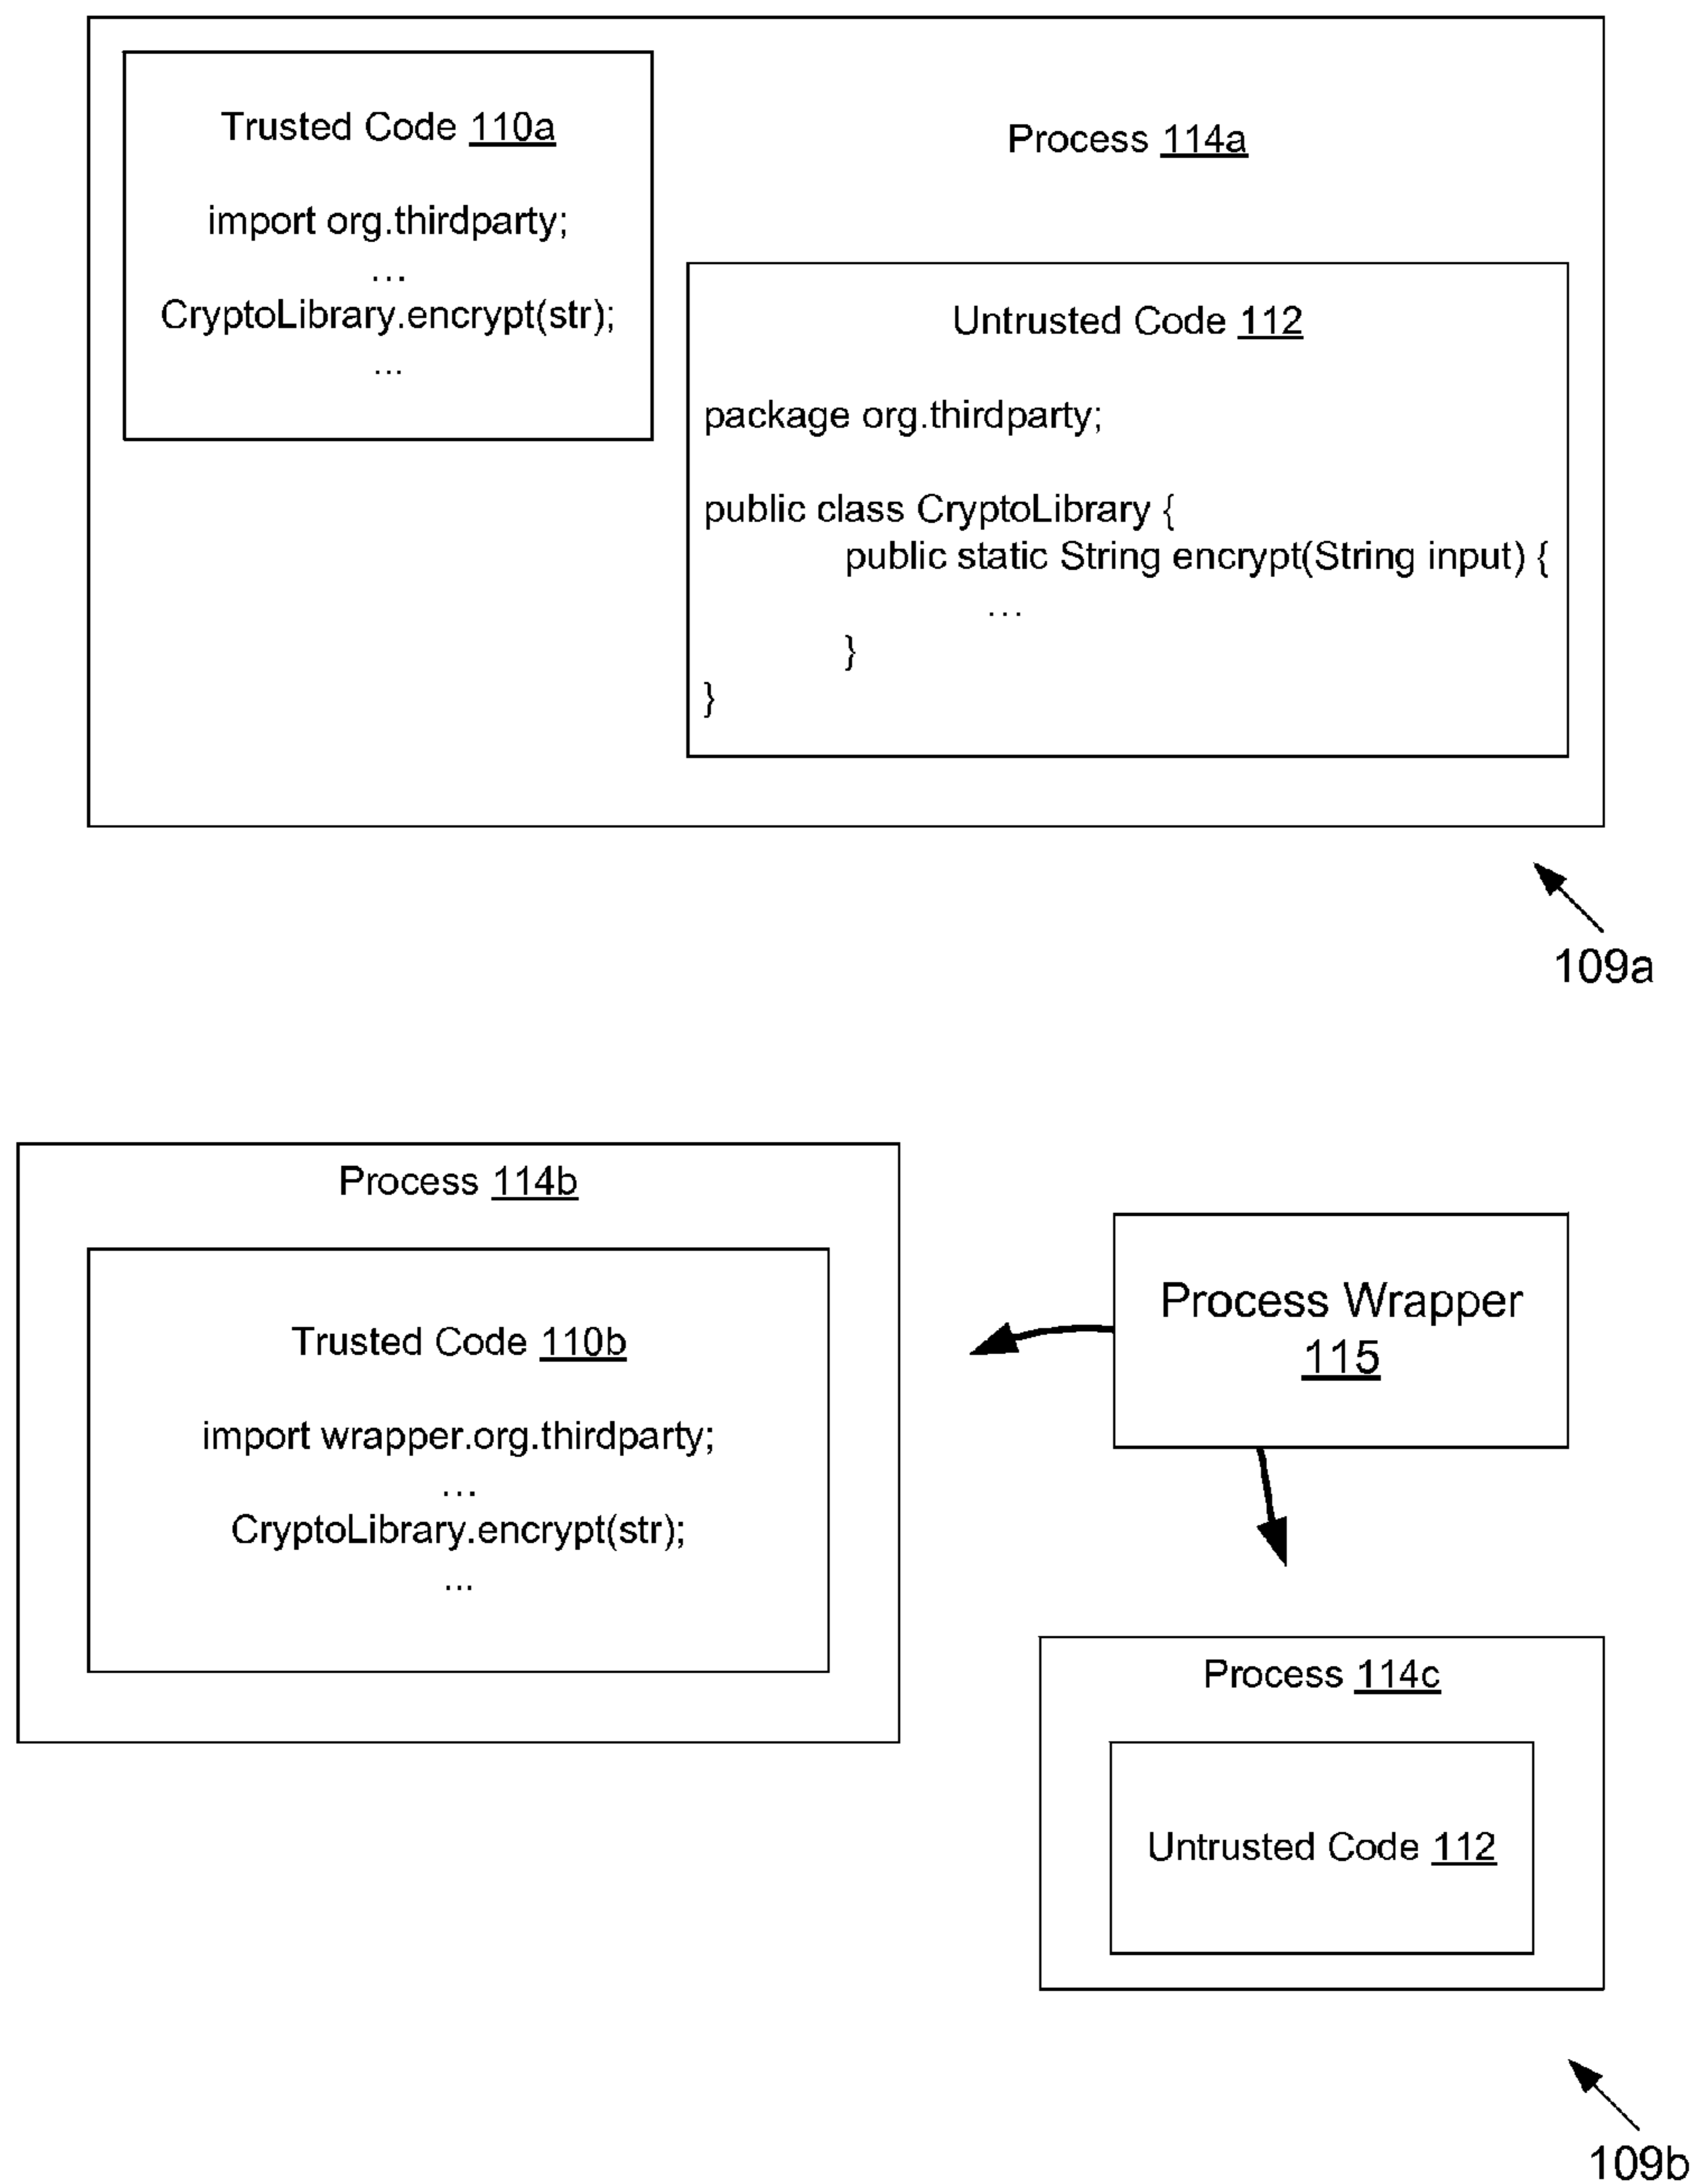 Trusted Code 110a
import org.thirdparty;
...
CryptoLibrary.encrypt(str);
...
Process 114a
Untrusted Code 112
package org.thirdparty;
public class CryptoLibrary {
public static String encrypt(String input) {
...
}
}
109a
Process 114b
Trusted Code 110b
import wrapper.org.thirdparty;
...
CryptoLibrary.encrypt(str);
...
Process Wrapper
115
Process 114c
Untrusted Code 112
109b